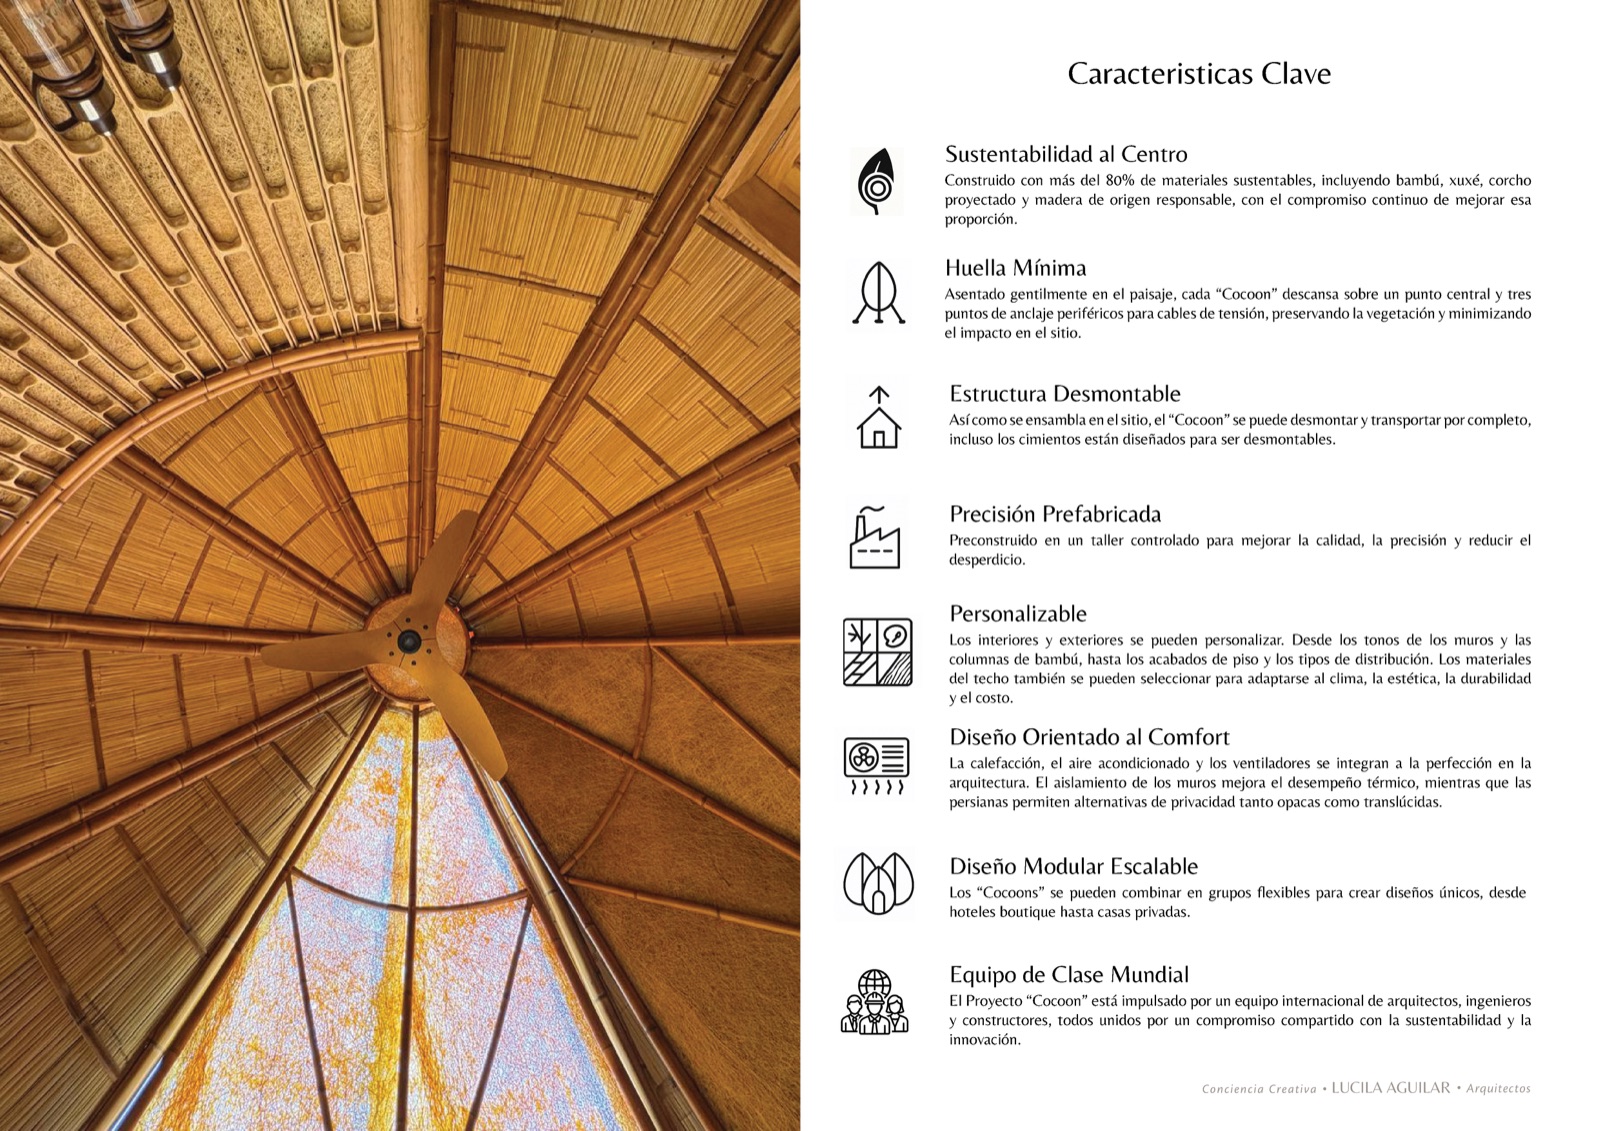 Caracteristicas Clave
Sustentabilidad al Centro
Construido con más del 80% de materiales sustentables, incluyendo bambú, xuxé, corcho
proyectado y madera de origen responsable, con el compromiso continuo de mejorar esa
proporción.
Huella Mínima
Asentado gentilmente en el paisaje, cada “Cocoon” descansa sobre un punto central y tres
puntos de anclaje periféricos para cables de tensión, preservando la vegetación y minimizando
el impacto en el sitio.
Estructura Desmontable
Así como se ensambla en el sitio, el “Cocoon” se puede desmontar y transportar por completo,
incluso los cimientos están diseñados para ser desmontables.
Precisión Prefabricada
Preconstruido en un taller controlado para mejorar la calidad, la precisión y reducir el
desperdicio.
Personalizable
Los interiores y exteriores se pueden personalizar. Desde los tonos de los muros y las
columnas de bambú, hasta los acabados de piso y los tipos de distribución. Los materiales
del techo también se pueden seleccionar para adaptarse al clima, la estética, la durabilidad
y el costo.
Diseño Orientado al Comfort
La calefacción, el aire acondicionado y los ventiladores se integran a la perfección en la
arquitectura. El aislamiento de los muros mejora el desempeño térmico, mientras que las
persianas permiten alternativas de privacidad tanto opacas como translúcidas.
Diseño Modular Escalable
Los “Cocoons” se pueden combinar en grupos flexibles para crear diseños únicos, desde
hoteles boutique hasta casas privadas.
Equipo de Clase Mundial
El Proyecto “Cocoon” está impulsado por un equipo internacional de arquitectos, ingenieros
y constructores, todos unidos por un compromiso compartido con la sustentabilidad y la
innovación.
Conciencia Creativa • LUCILA AGUILAR • Arquitectos